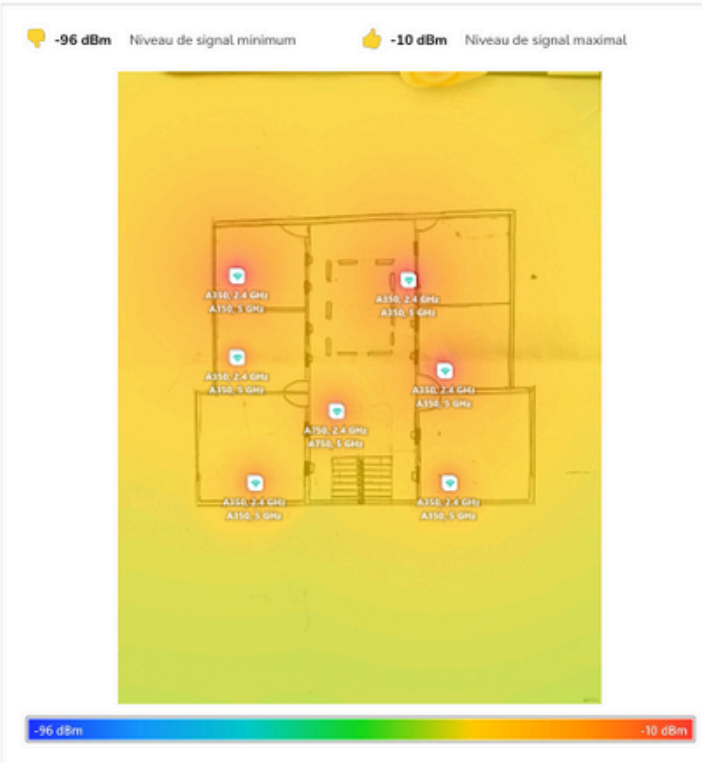 -96 dBm Niveau de signal minimum
-10 dBm Niveau de signal maximal
A350, 2.4 GHz
A350, 5 GHz
A350, 2.4 GHz
A350, 5 GHz
A350, 2.4 GHz
A350, 5 GHz
A350, 2.4 GHz
A350, 5 GHz
A750, 2.4 GHz
A750, 5 GHz
A350, 2.4 GHz
A350, 5 GHz
A350, 2.4 GHz
A350, 5 GHz
-96 dBm
-10 dBm